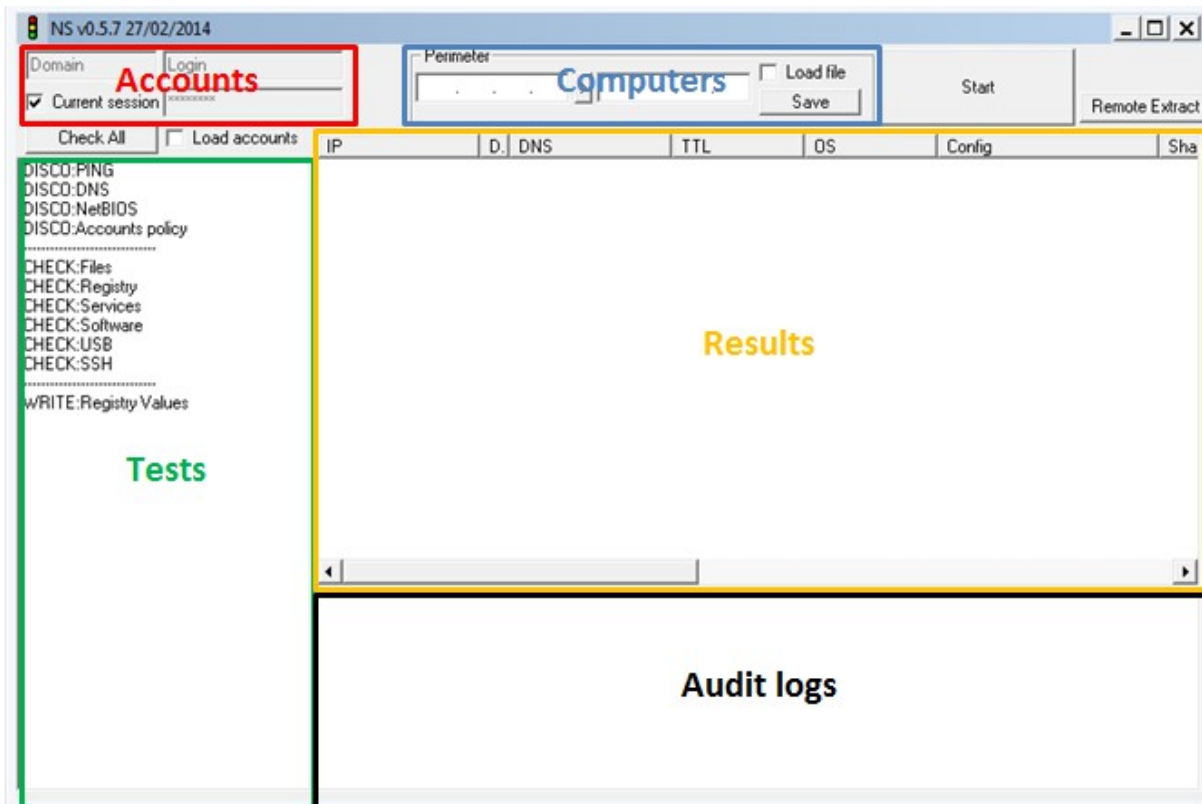 NS v0.5.7 27/02/2014
Domain Login
Accounts
Current session ********
Perimeter
. . .
Computers
. . .
Load file
Save
Start
Remote Extract
Check All Load accounts
IP D. DNS TTL OS Config Sha
DISCO:PING
DISCO:DNS
DISCO:NetBIOS
DISCO:Accounts policy
--------------------------------
CHECK:Files
CHECK:Registry
CHECK:Services
CHECK:Software
CHECK:USB
CHECK:SSH
--------------------------------
WRITE:Registry Values
Tests
Results
Audit logs